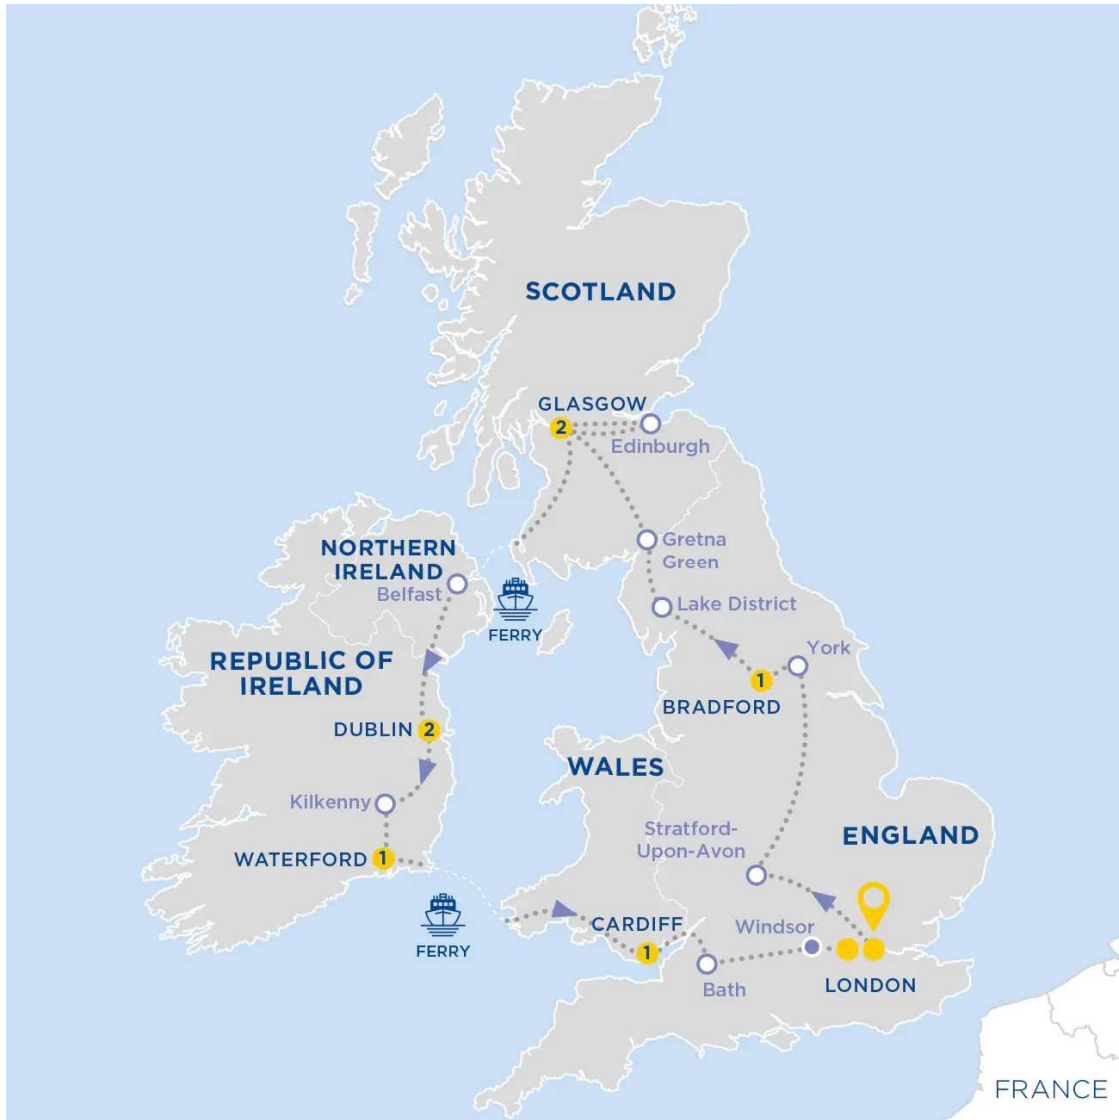 SCOTLAND
GLASGOW
2
Edinburgh
Gretna
Green
NORTHERN
IRELAND
Belfast
FERRY
Lake District
York
1
BRADFORD
REPUBLIC OF
IRELAND
DUBLIN 2
WALES
Kilkenny
Stratford-
Upon-Avon
ENGLAND
WATERFORD 1
FERRY
CARDIFF
1
Windsor
Bath
LONDON
FRANCE